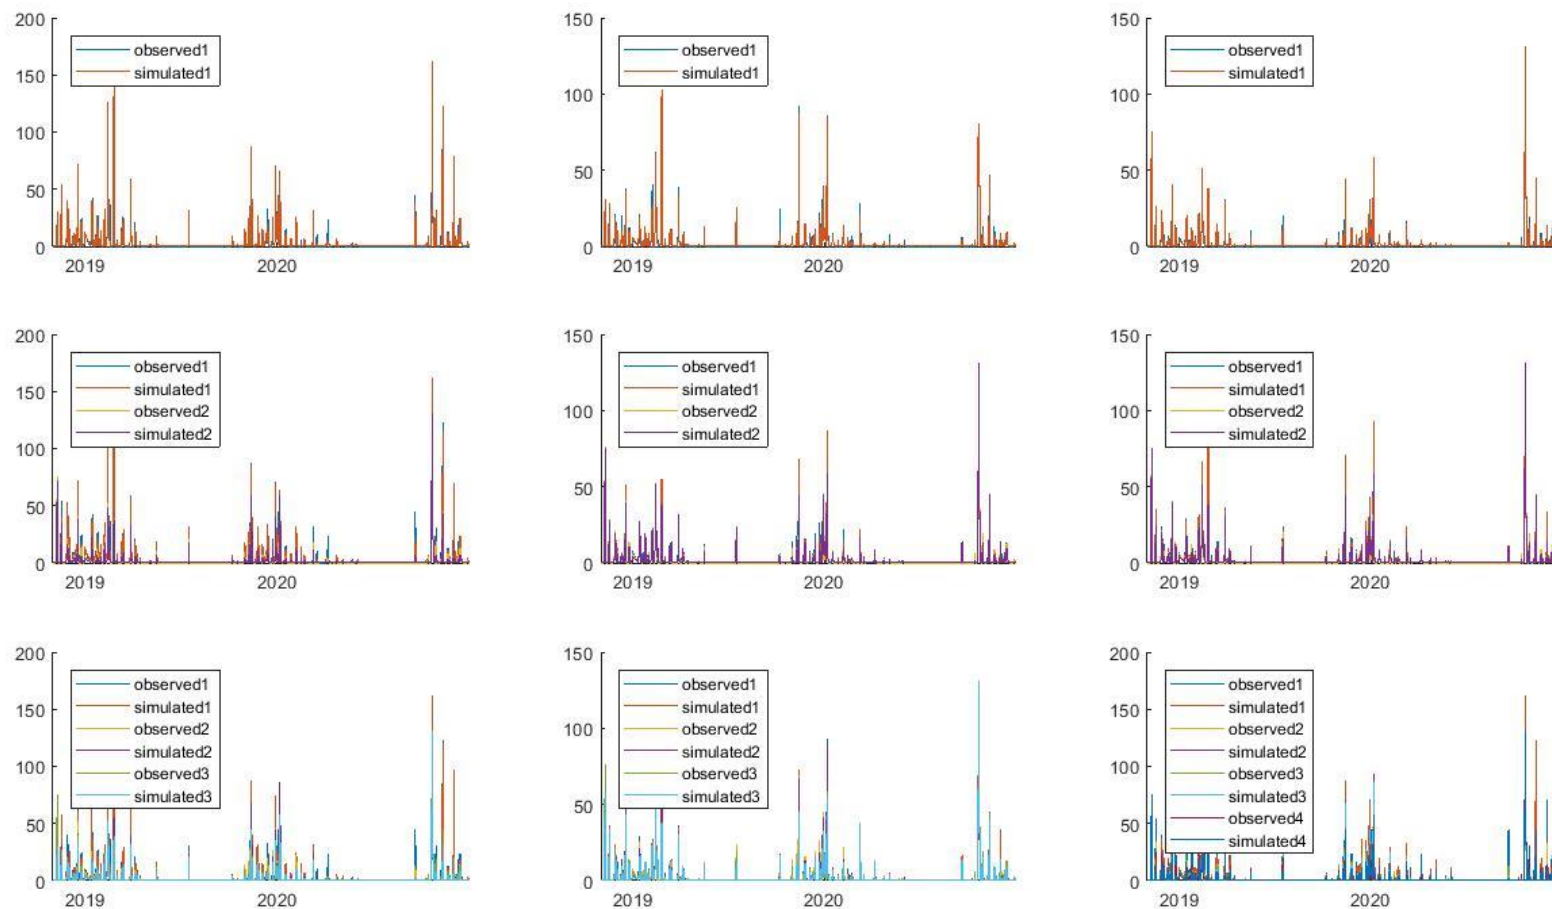 200
150
100
50
0
observed1
simulated1
2019
2020
150
100
50
0
observed1
simulated1
2019
2020
150
100
50
0
observed1
simulated1
2019
2020
200
150
100
50
0
observed1
simulated1
observed2
simulated2
2019
2020
150
100
50
0
observed1
simulated1
observed2
simulated2
2019
2020
150
100
50
0
observed1
simulated1
observed2
simulated2
2019
2020
200
150
100
50
0
observed1
simulated1
observed2
simulated2
observed3
simulated3
2019
2020
150
100
50
0
observed1
simulated1
observed2
simulated2
observed3
simulated3
2019
2020
200
150
100
50
0
observed1
simulated1
observed2
simulated2
observed3
simulated3
observed4
simulated4
2019
2020